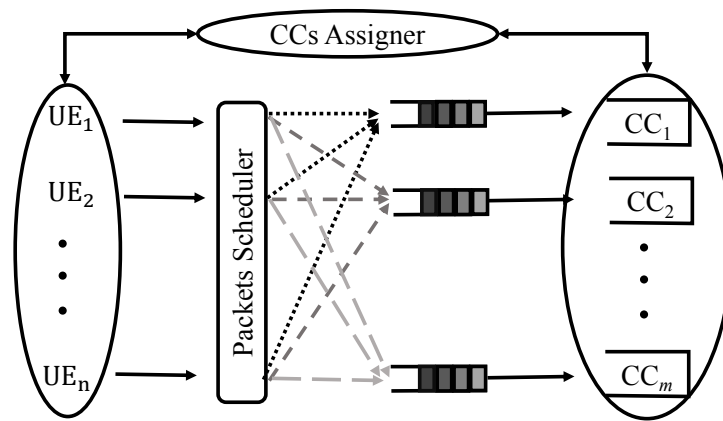 CCs Assigner
UE₁
UE₂
UEₙ
Packets Scheduler
CC₁
CC₂
CCₘ